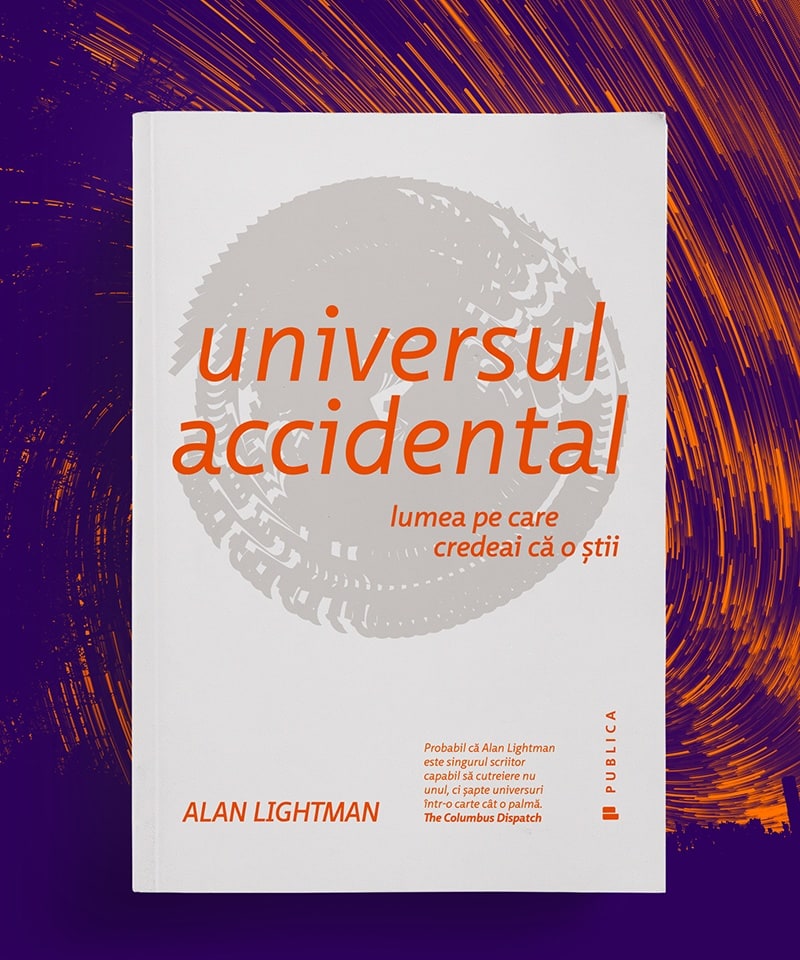 universul
accidental
lumea pe care
credeai că o știi
ALAN LIGHTMAN
Probabil că Alan Lightman
este singurul scriitor
capabil să cutreiere nu
unul, ci șapte universuri
într-o carte cât o palmă.
The Columbus Dispatch
PUBLICA